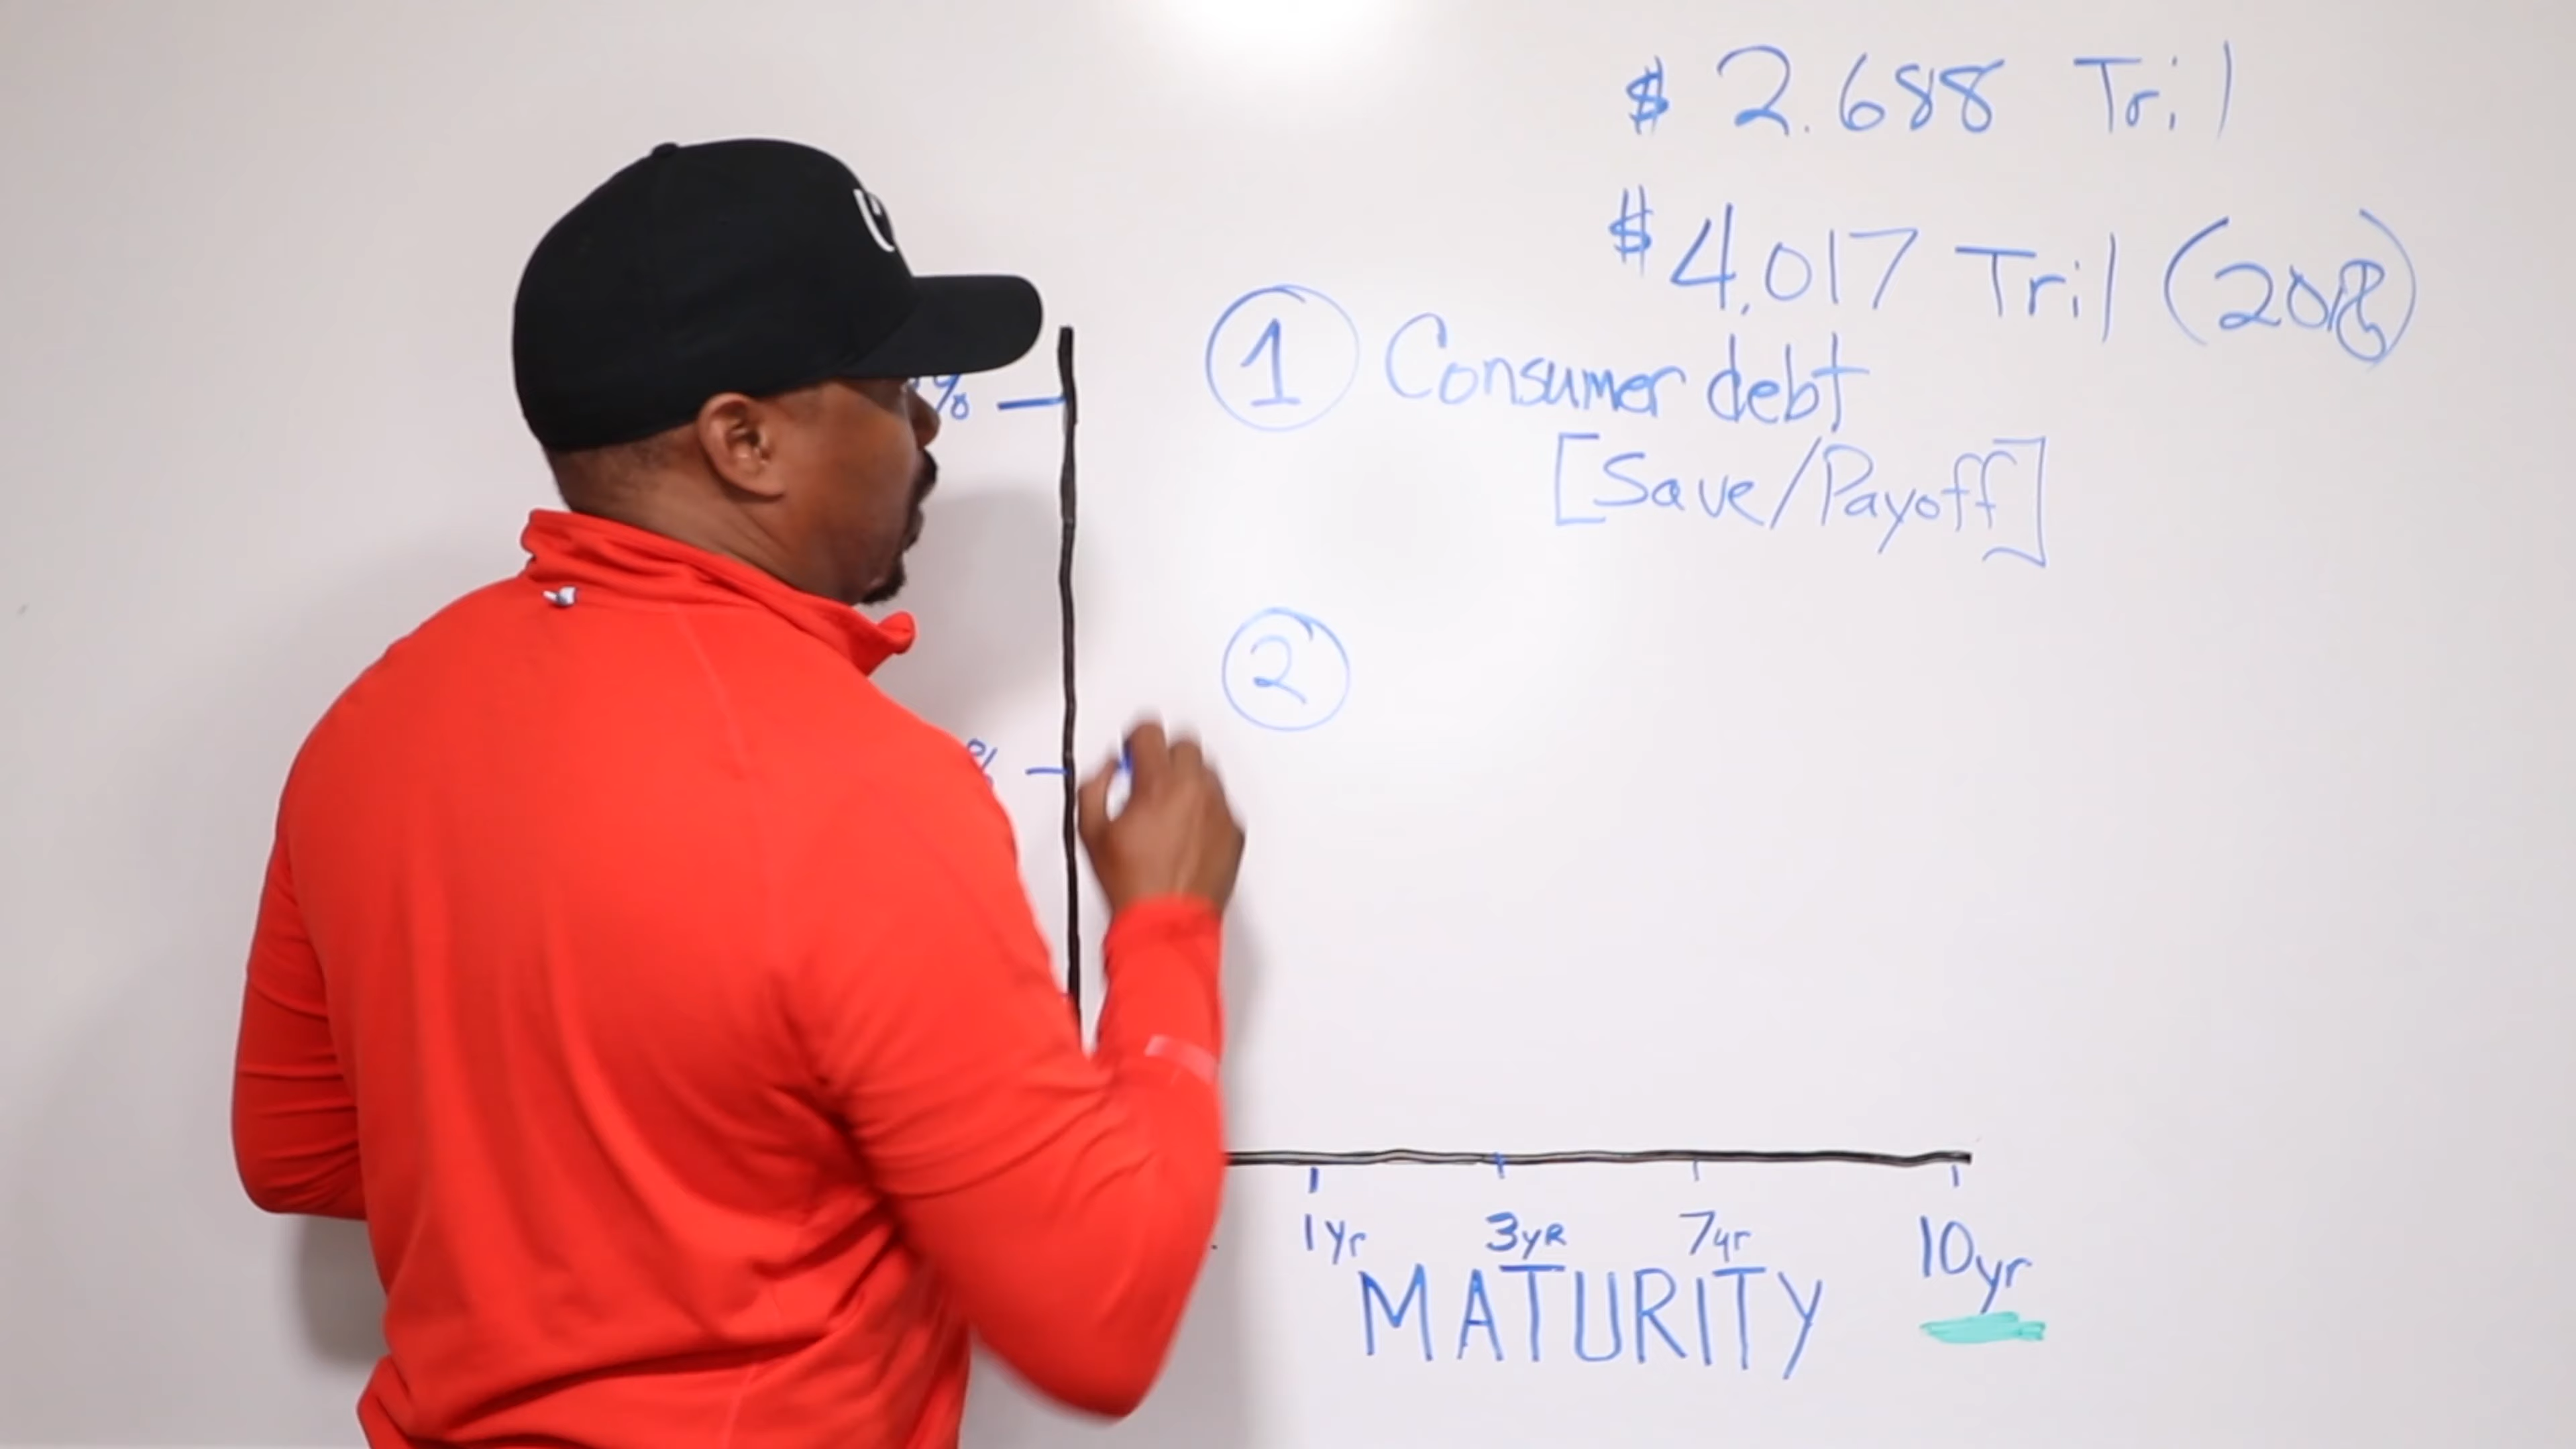 $ 2.688 Tril
$ 4.017 Tril (2018)
① Consumer debt
[Save/Payoff]
②
%
%
1yr 3yR 7yr 10yr
MATURITY